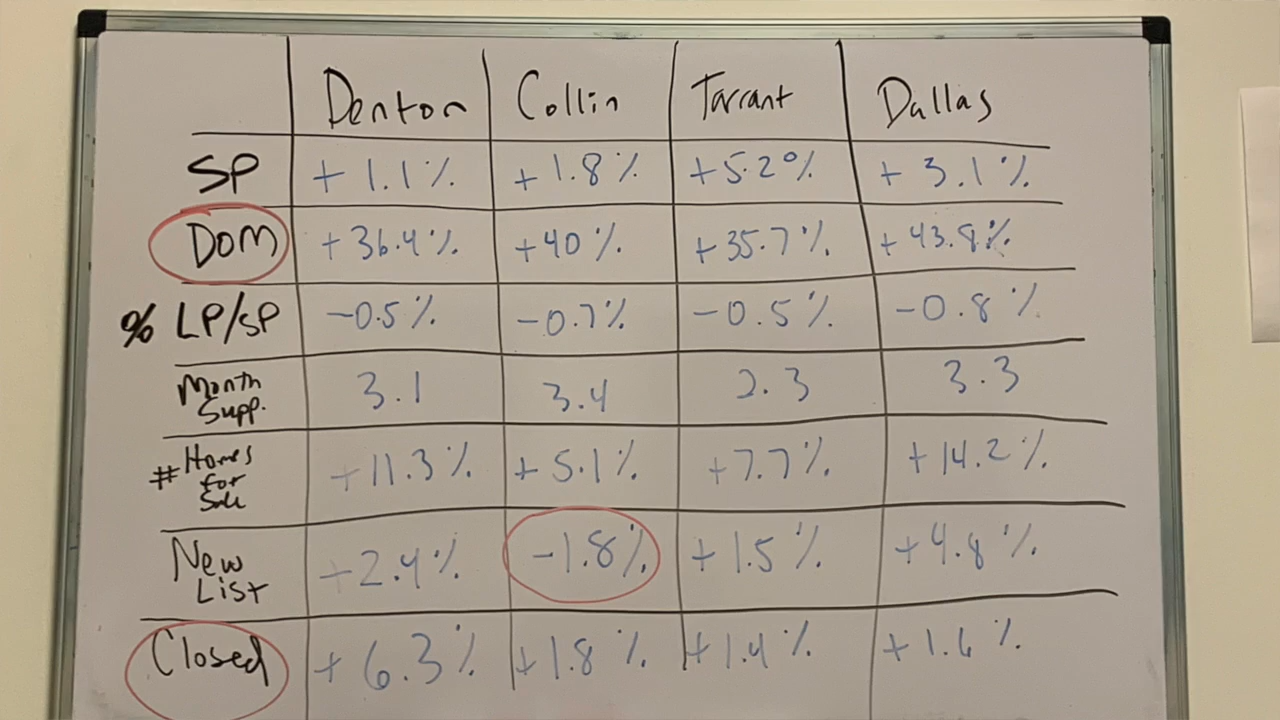 Denton Collin Tarrant Dallas
SP +1.1% +1.8% +5.2% +3.1%
DOM +36.4% +40% +35.7% +43.8%
% LP/SP -0.5% -0.7% -0.5% -0.8%
Month
Supp. 3.1 3.4 2.3 3.3
# Homes
for
Sale +11.3% +5.1% +7.7% +14.2%
New
List +2.4% -1.8% +1.5% +4.8%
Closed +6.3% +1.8% +1.4% +1.6%